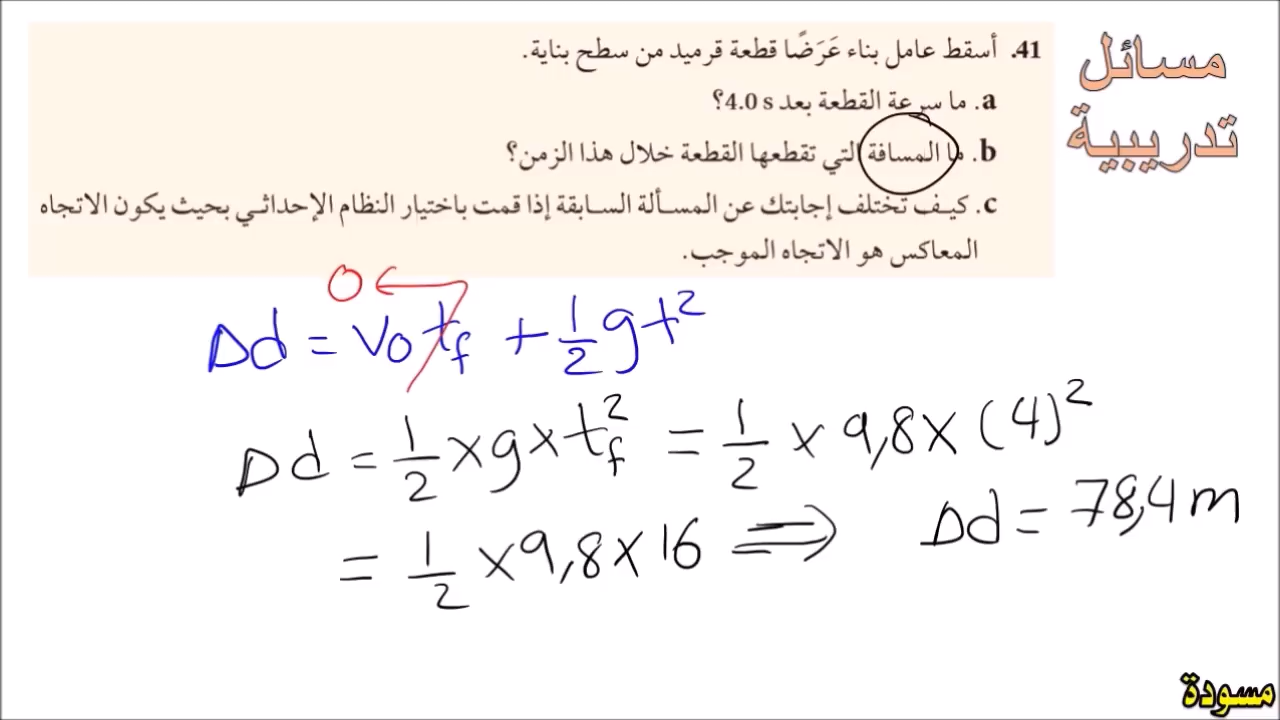 مسائل
تدريبية
41. أسقط عامل بناء عَرَضًا قطعة قرميد من سطح بناية.
a. ما سرعة القطعة بعد 4.0 s؟
b. ما المسافة التي تقطعها القطعة خلال هذا الزمن؟
c. كيف تختلف إجابتك عن المسألة السابقة إذا قمت باختيار النظام الإحداثي بحيث يكون الاتجاه
المعاكس هو الاتجاه الموجب.
0
Δd = v0 tf + 1/2 g t²
Δd = 1/2 × g × tf² = 1/2 × 9,8 × (4)²
= 1/2 × 9,8 × 16 ⟹ Δd = 78,4 m
مسودة